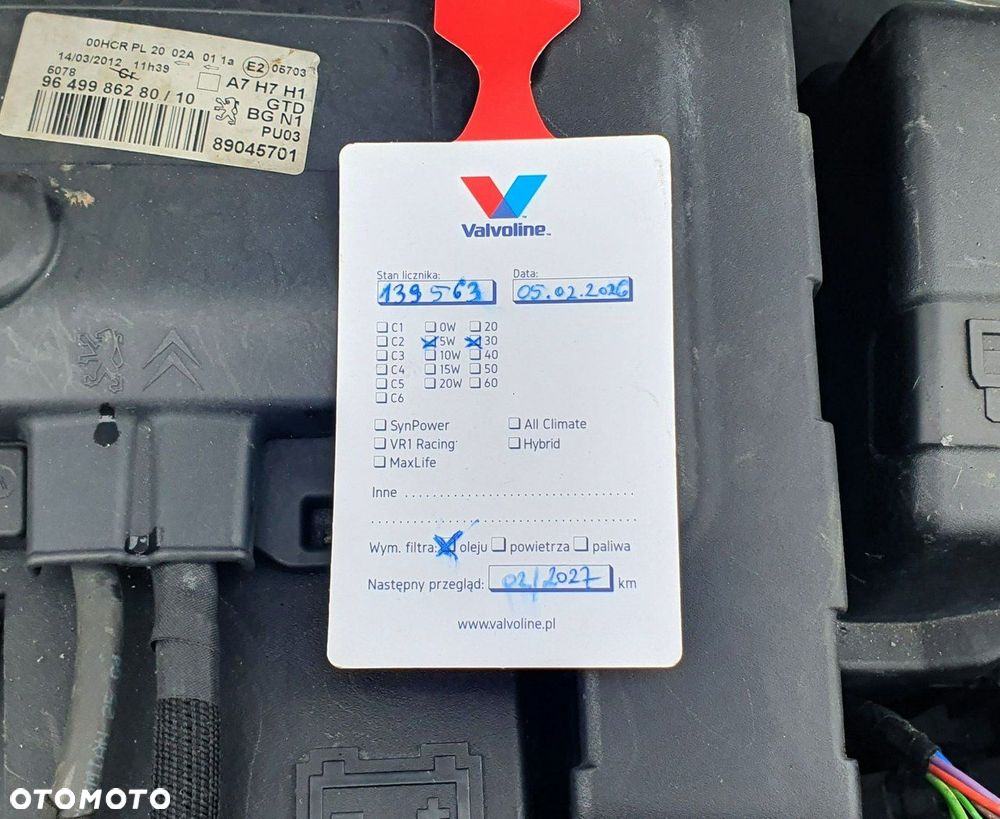 00HCR PL 20 02A 01 1a
14/03/2012 11h39 E2 05703
6078
96 499 862 80 / 10
A7 H7 H1
GTD
BG N1
PU03
89045701
Valvoline™
Stan licznika: Data:
139563 05.02.2026
C1 0W 20
C2 5W 30
C3 10W 40
C4 15W 50
C5 20W 60
C6
SynPower All Climate
VR1 Racing Hybrid
MaxLife
Inne
Wym. filtra: oleju powietrza paliwa
Następny przegląd: 02/2027 km
www.valvoline.pl
OTOMOTO